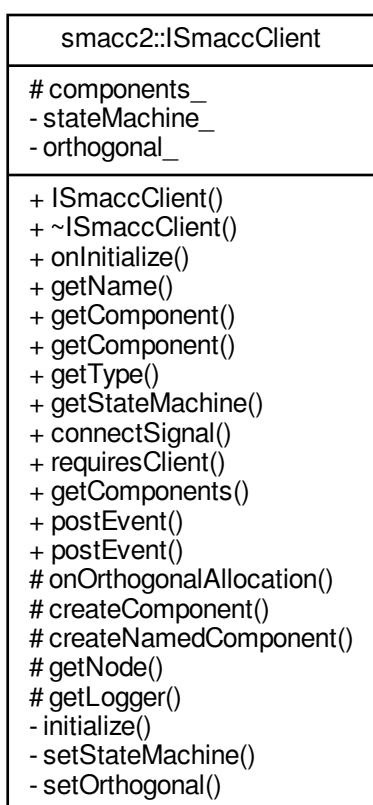 smacc2::ISmaccClient
# components_
- stateMachine_
- orthogonal_
+ ISmaccClient()
+ ~ISmaccClient()
+ onInitialize()
+ getName()
+ getComponent()
+ getComponent()
+ getType()
+ getStateMachine()
+ connectSignal()
+ requiresClient()
+ getComponents()
+ postEvent()
+ postEvent()
# onOrthogonalAllocation()
# createComponent()
# createNamedComponent()
# getNode()
# getLogger()
- initialize()
- setStateMachine()
- setOrthogonal()